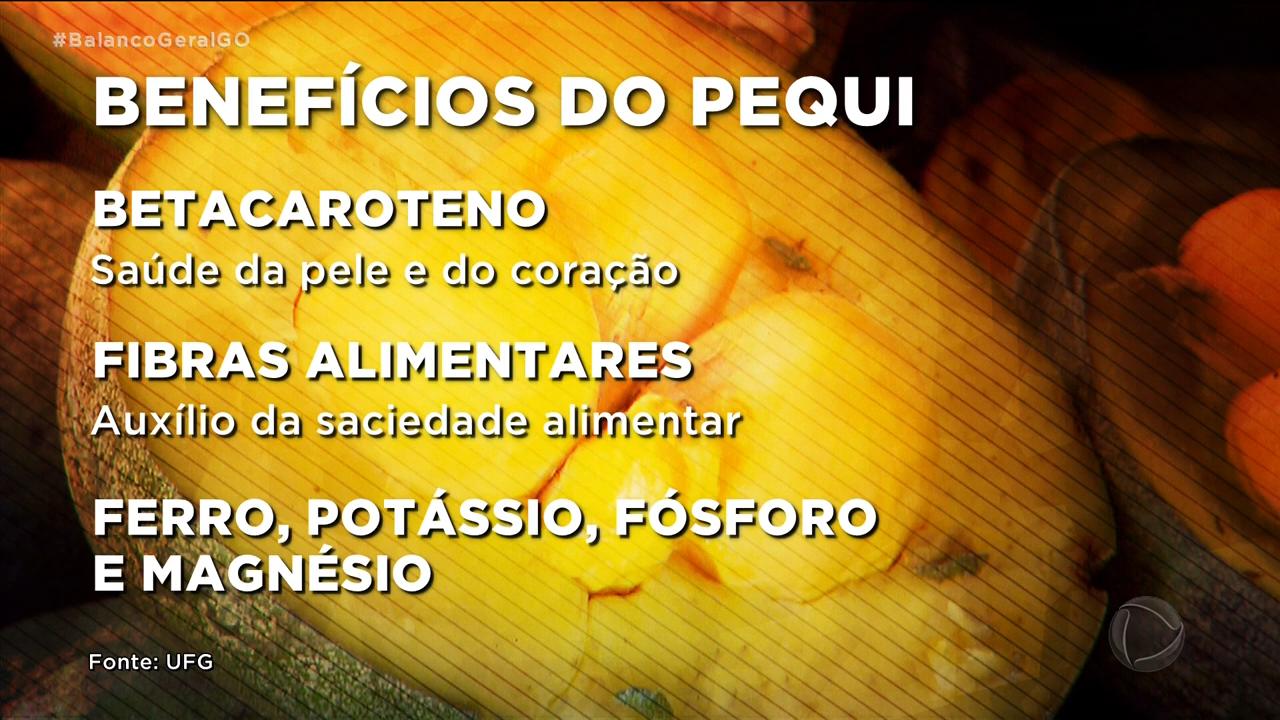 #BalancoGeralGO
BENEFÍCIOS DO PEQUI
BETACAROTENO
Saúde da pele e do coração
FIBRAS ALIMENTARES
Auxílio da saciedade alimentar
FERRO, POTÁSSIO, FÓSFORO
E MAGNÉSIO
Fonte: UFG